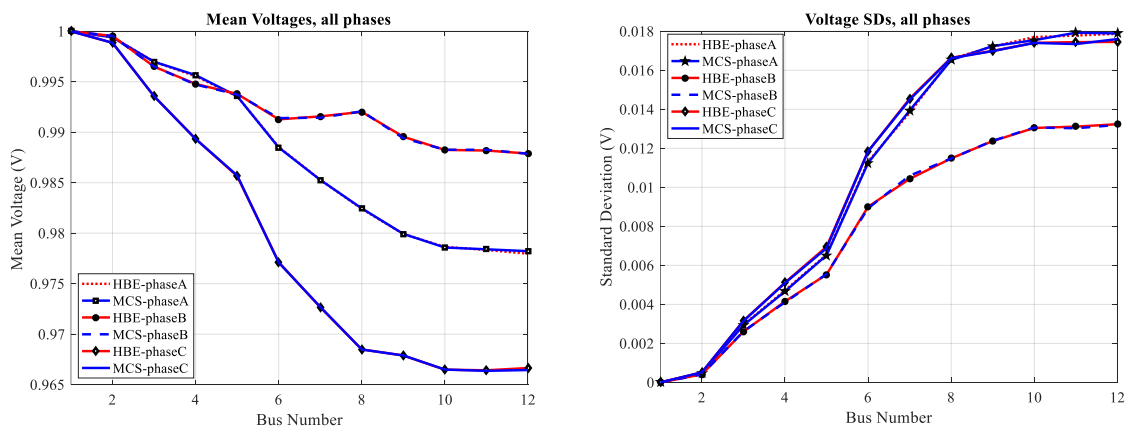 Mean Voltages, all phases
Mean Voltage (V)
1
0.995
0.99
0.985
0.98
0.975
0.97
0.965
HBE-phaseA
MCS-phaseA
HBE-phaseB
MCS-phaseB
HBE-phaseC
MCS-phaseC
2 4 6 8 10 12
Bus Number
Voltage SDs, all phases
Standard Deviation (V)
0.018
0.016
0.014
0.012
0.01
0.008
0.006
0.004
0.002
0
HBE-phaseA
MCS-phaseA
HBE-phaseB
MCS-phaseB
HBE-phaseC
MCS-phaseC
2 4 6 8 10 12
Bus Number